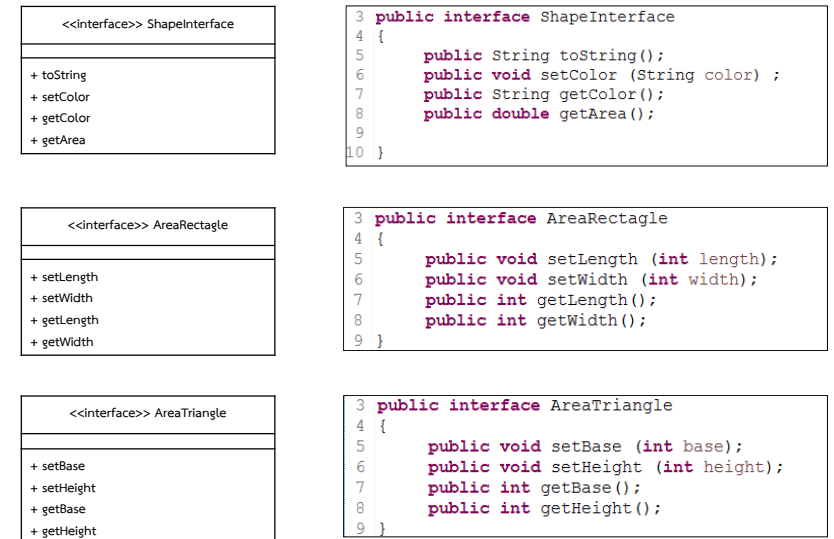 <<interface>> ShapeInterface
+ toString
+ setColor
+ getColor
+ getArea
3 public interface ShapeInterface
4 {
5 public String toString();
6 public void setColor (String color) ;
7 public String getColor();
8 public double getArea();
9
10 }
<<interface>> AreaRectagle
+ setLength
+ setWidth
+ getLength
+ getWidth
3 public interface AreaRectagle
4 {
5 public void setLength (int length);
6 public void setWidth (int width);
7 public int getLength();
8 public int getWidth();
9 }
<<interface>> AreaTriangle
+ setBase
+ setHeight
+ getBase
+ getHeight
3 public interface AreaTriangle
4 {
5 public void setBase (int base);
6 public void setHeight (int height);
7 public int getBase();
8 public int getHeight();
9 }